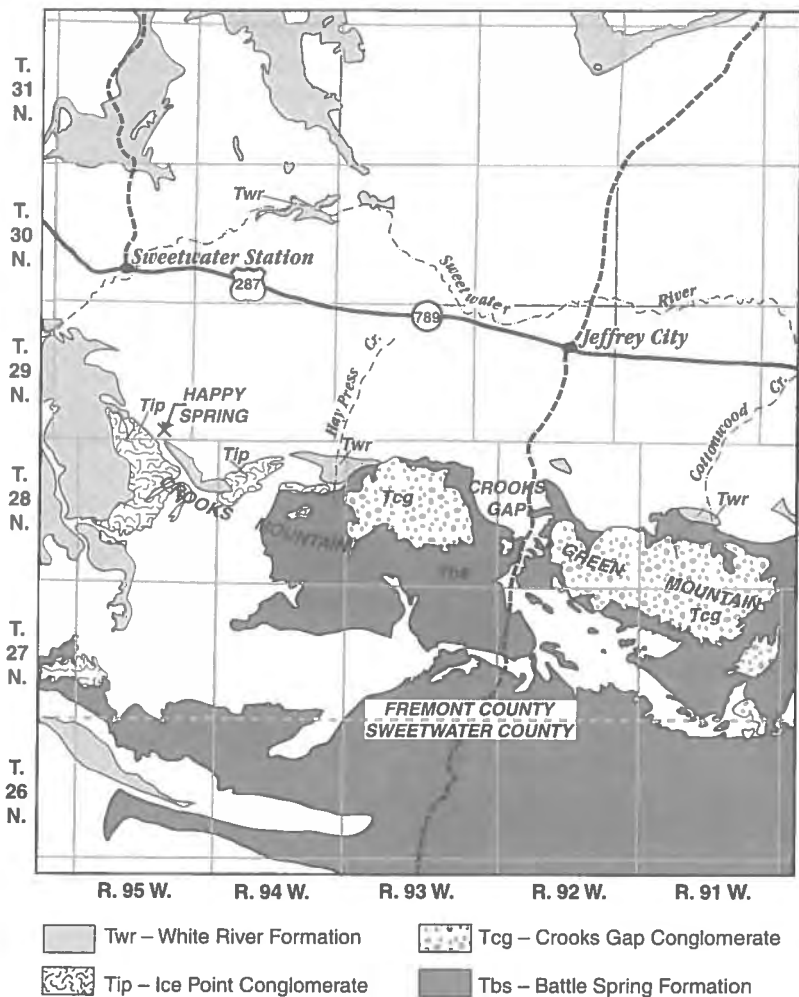 T.
31
N.
T.
30
N.
T.
29
N.
T.
28
N.
T.
27
N.
T.
26
N.
Twr
Sweetwater Station
287
Sweetwater
River
789
Jeffrey City
Hay Press Cr.
Cottonwood Cr.
Tip
HAPPY
SPRING
Tip
Twr
CROOKS
MOUNTAIN
Tcg
CROOKS
GAP
Twr
GREEN
MOUNTAIN
Tcg
Tbs
FREMONT COUNTY
SWEETWATER COUNTY
R. 95 W. R. 94 W. R. 93 W. R. 92 W. R. 91 W.
Twr – White River Formation
Tcg – Crooks Gap Conglomerate
Tip – Ice Point Conglomerate
Tbs – Battle Spring Formation